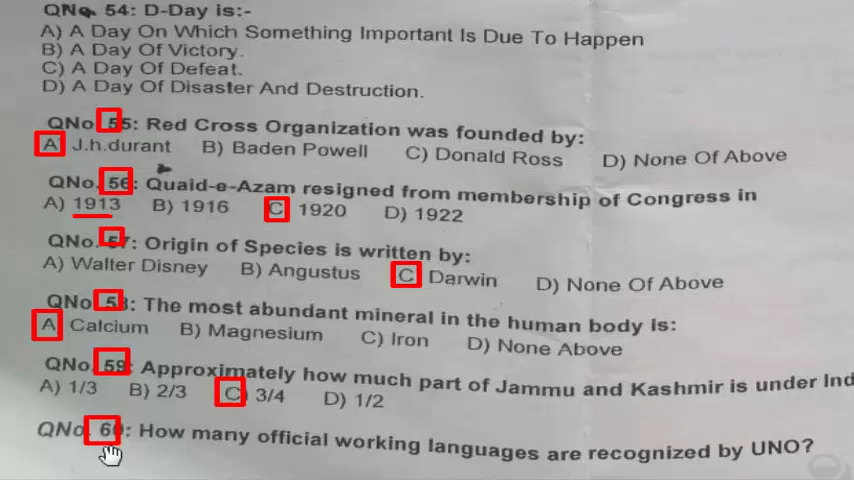 QNo. 54: D-Day is:-
A) A Day On Which Something Important Is Due To Happen
B) A Day Of Victory.
C) A Day Of Defeat.
D) A Day Of Disaster And Destruction.
QNo. 55: Red Cross Organization was founded by:
A) J.h.durant B) Baden Powell C) Donald Ross D) None Of Above
QNo. 56: Quaid-e-Azam resigned from membership of Congress in
A) 1913 B) 1916 C 1920 D) 1922
QNo. 57: Origin of Species is written by:
A) Walter Disney B) Angustus C Darwin D) None Of Above
QNo. 58: The most abundant mineral in the human body is:
A Calcium B) Magnesium C) Iron D) None Above
QNo. 59: Approximately how much part of Jammu and Kashmir is under Ind
A) 1/3 B) 2/3 C) 3/4 D) 1/2
QNo. 60: How many official working languages are recognized by UNO?